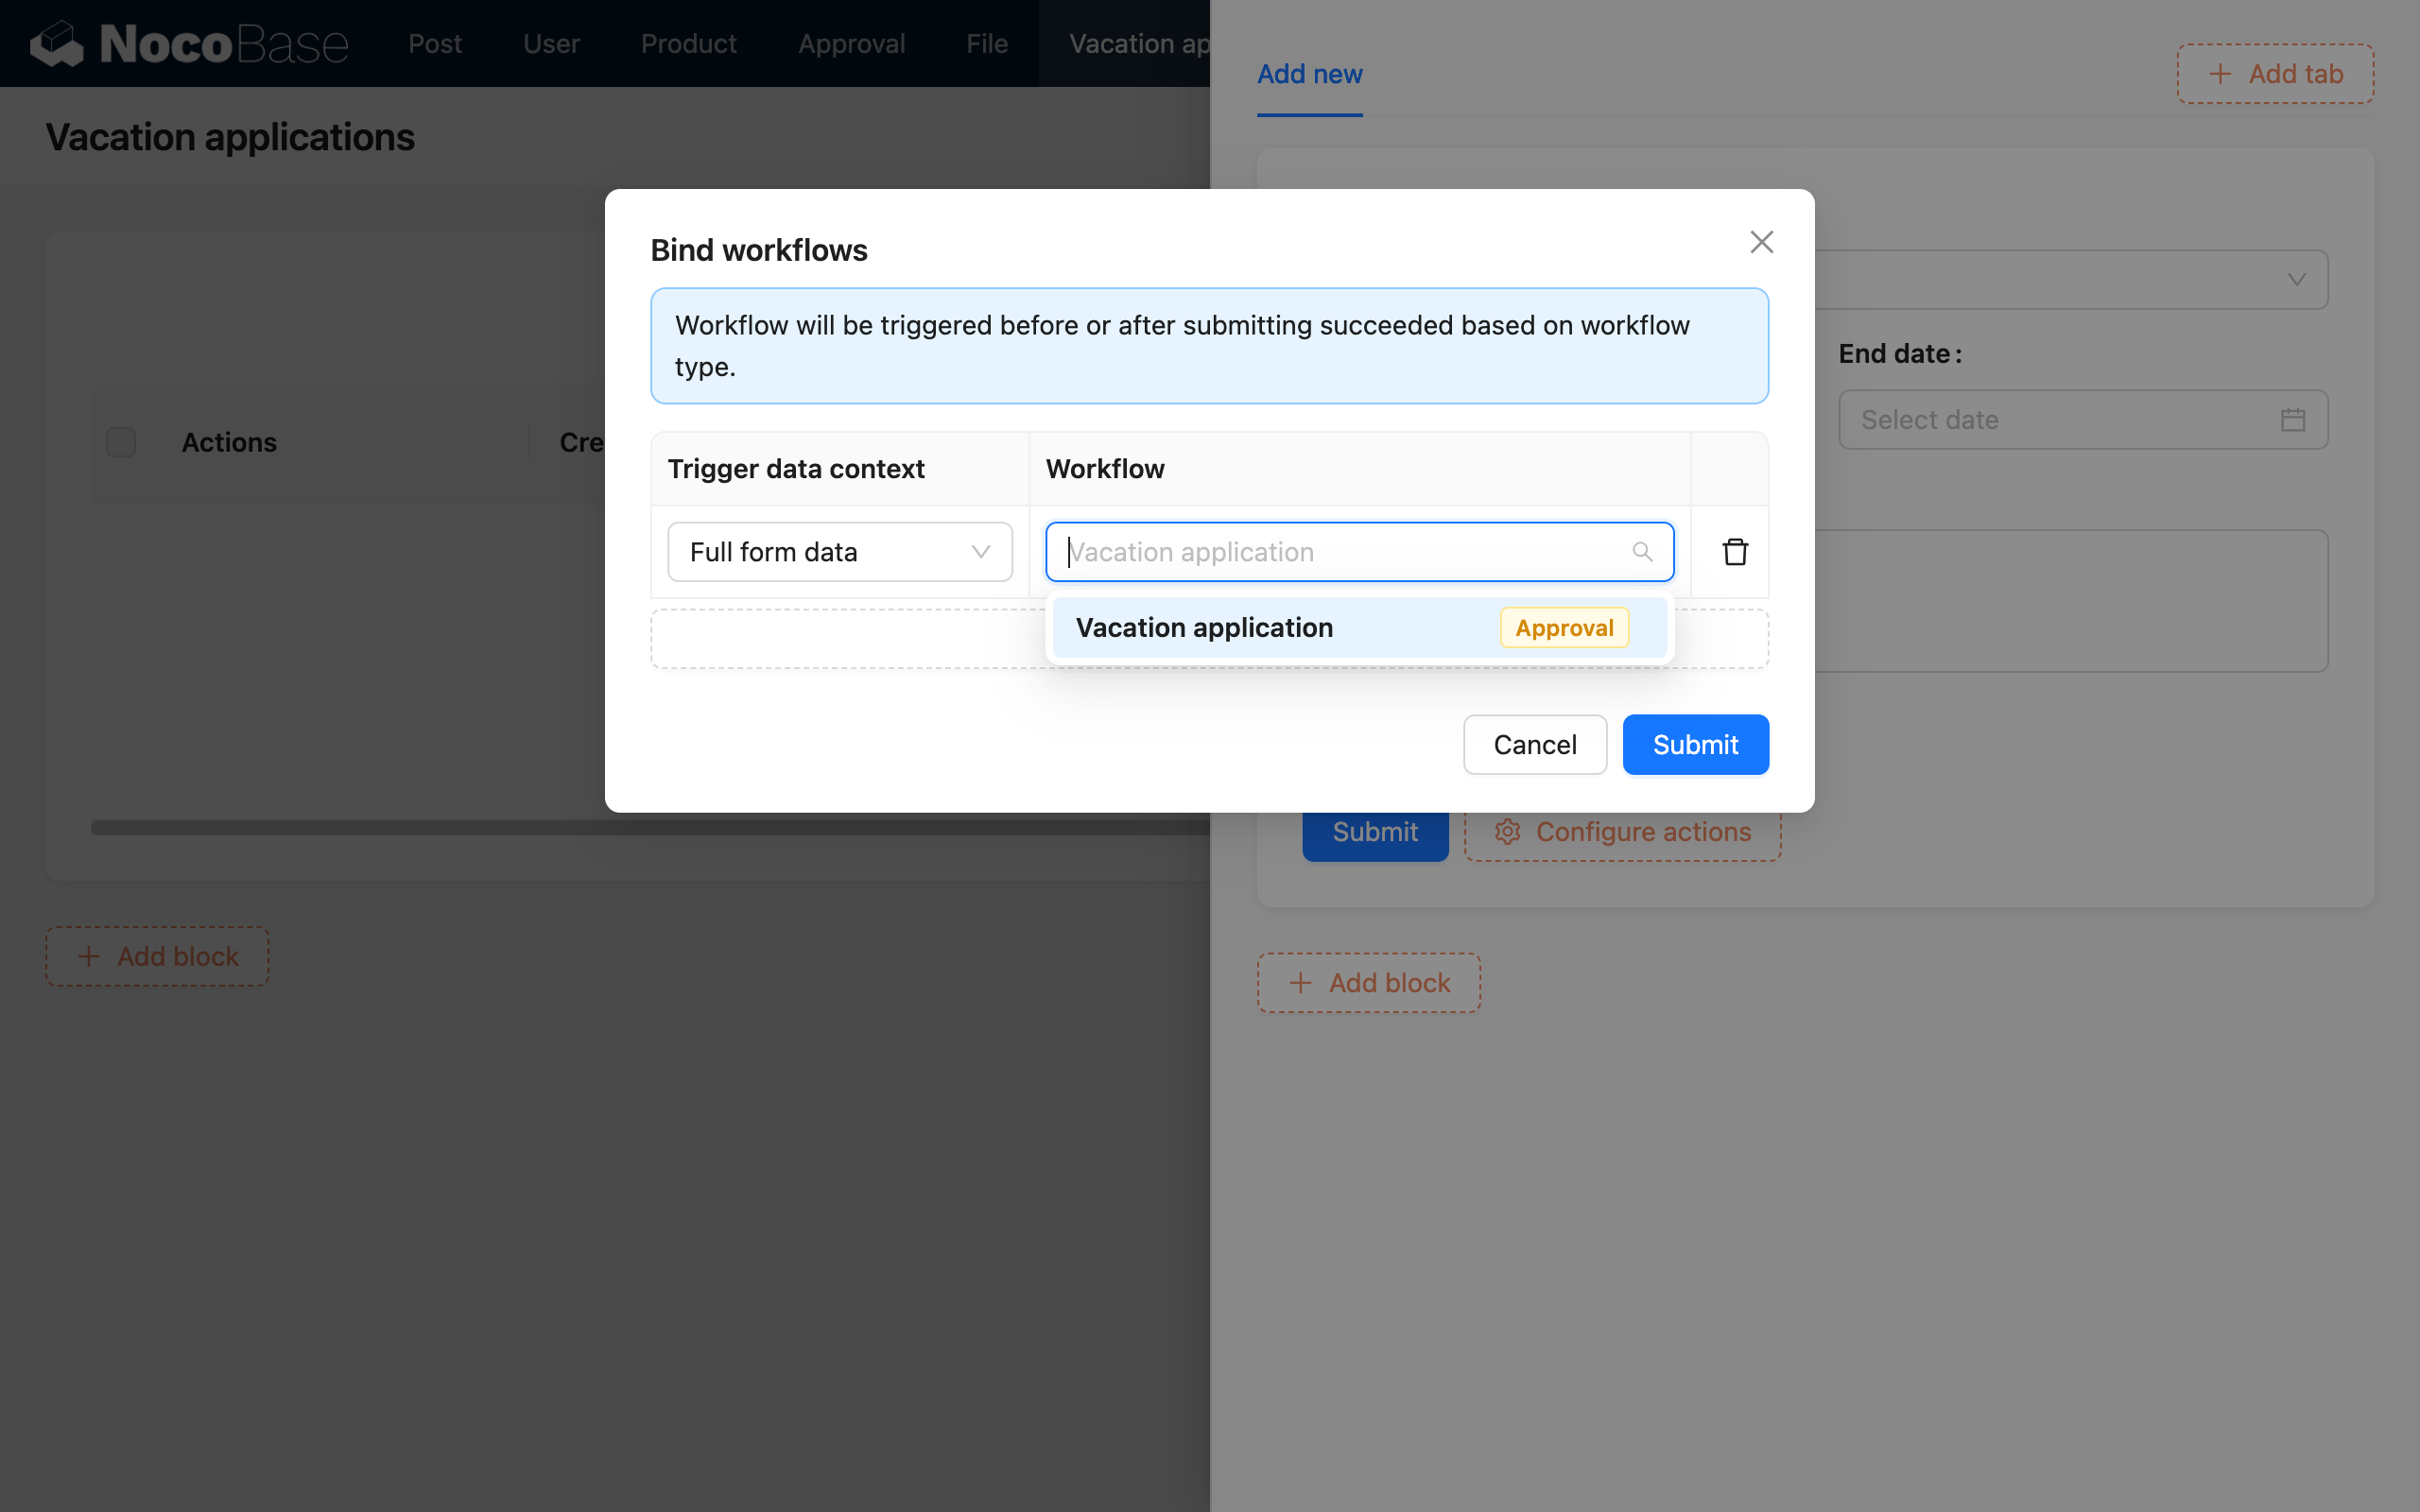 NocoBase
Post
User
Product
Approval
File
Vacation ap
Add new
Add tab
Vacation applications
Bind workflows
Workflow will be triggered before or after submitting succeeded based on workflow
type.
End date :
Select date
Actions
Cre
Trigger data context
Workflow
Full form data
Vacation application
Vacation application
Approval
Cancel
Submit
Submit
Configure actions
Add block
Add block